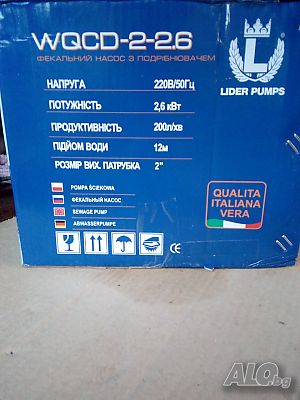 WQCD-2-2.6
ФЕКАЛЬНИЙ НАСОС З ПОДРІБНЮВАЧЕМ
L
LIDER PUMPS
НАПРУГА 220В/50Гц
ПОТУЖНІСТЬ 2,6 кВт
ПРОДУКТИВНІСТЬ 200л/хв
ПІДЙОМ ВОДИ 12м
РОЗМІР ВИХ. ПАТРУБКА 2"
POMPA ŚCIEKOWA
ФЕКАЛЬНЫЙ НАСОС
SEWAGE PUMP
ABWASSERPUMPE
QUALITA
ITALIANA
VERA
CE
ALO.bg